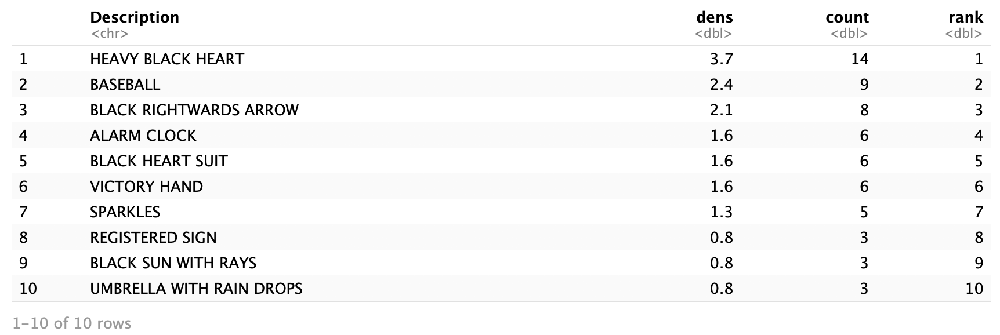 Description dens count rank
<chr> <dbl> <dbl> <dbl>
1 HEAVY BLACK HEART 3.7 14 1
2 BASEBALL 2.4 9 2
3 BLACK RIGHTWARDS ARROW 2.1 8 3
4 ALARM CLOCK 1.6 6 4
5 BLACK HEART SUIT 1.6 6 5
6 VICTORY HAND 1.6 6 6
7 SPARKLES 1.3 5 7
8 REGISTERED SIGN 0.8 3 8
9 BLACK SUN WITH RAYS 0.8 3 9
10 UMBRELLA WITH RAIN DROPS 0.8 3 10
1–10 of 10 rows